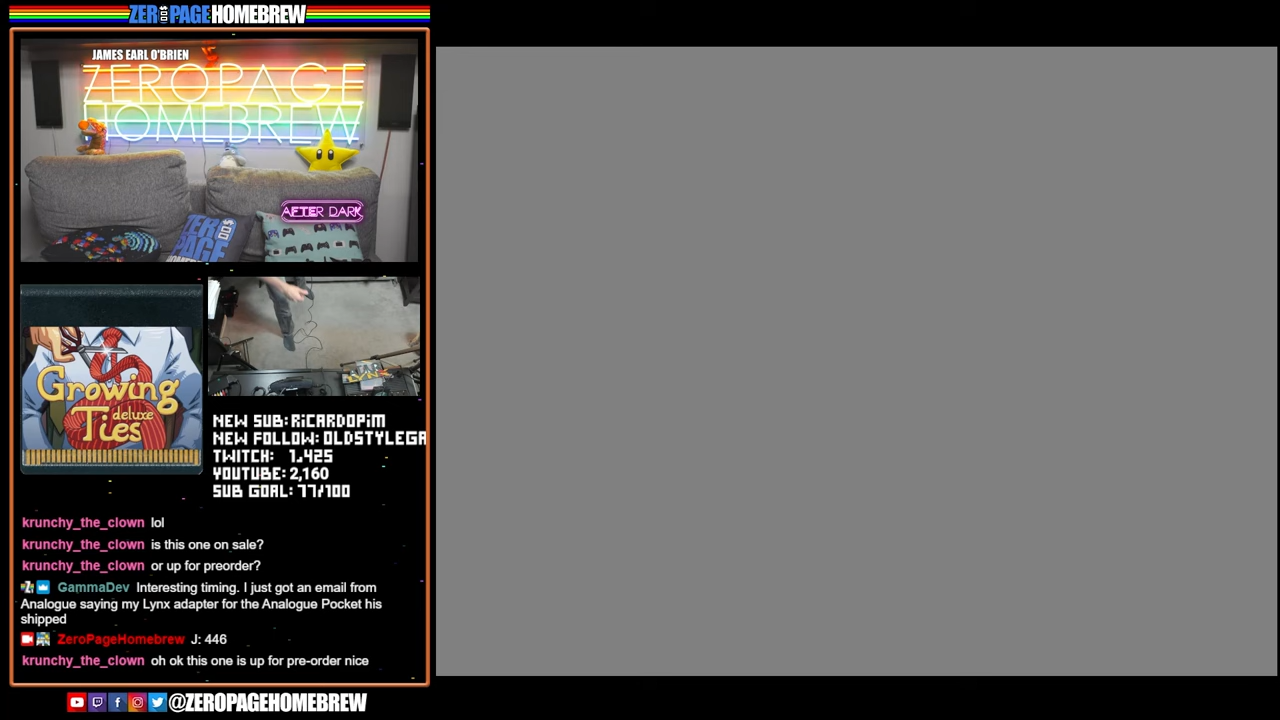 ZEROPAGE HOMEBREW
JAMES EARL O'BRIEN
ZEROPAGE
HOMEBREW
AFTER DARK
ZERO
PAGE
Growing
deluxe
Ties
NEW SUB: RICARDOPIM
NEW FOLLOW: OLDSTYLEGA
TWITCH: 1,425
YOUTUBE: 2,160
SUB GOAL: 77/100
krunchy_the_clown lol
krunchy_the_clown is this one on sale?
krunchy_the_clown or up for preorder?
GammaDev Interesting timing. I just got an email from
Analogue saying my Lynx adapter for the Analogue Pocket his
shipped
ZeroPageHomebrew J: 446
krunchy_the_clown oh ok this one is up for pre-order nice
@ZEROPAGEHOMEBREW